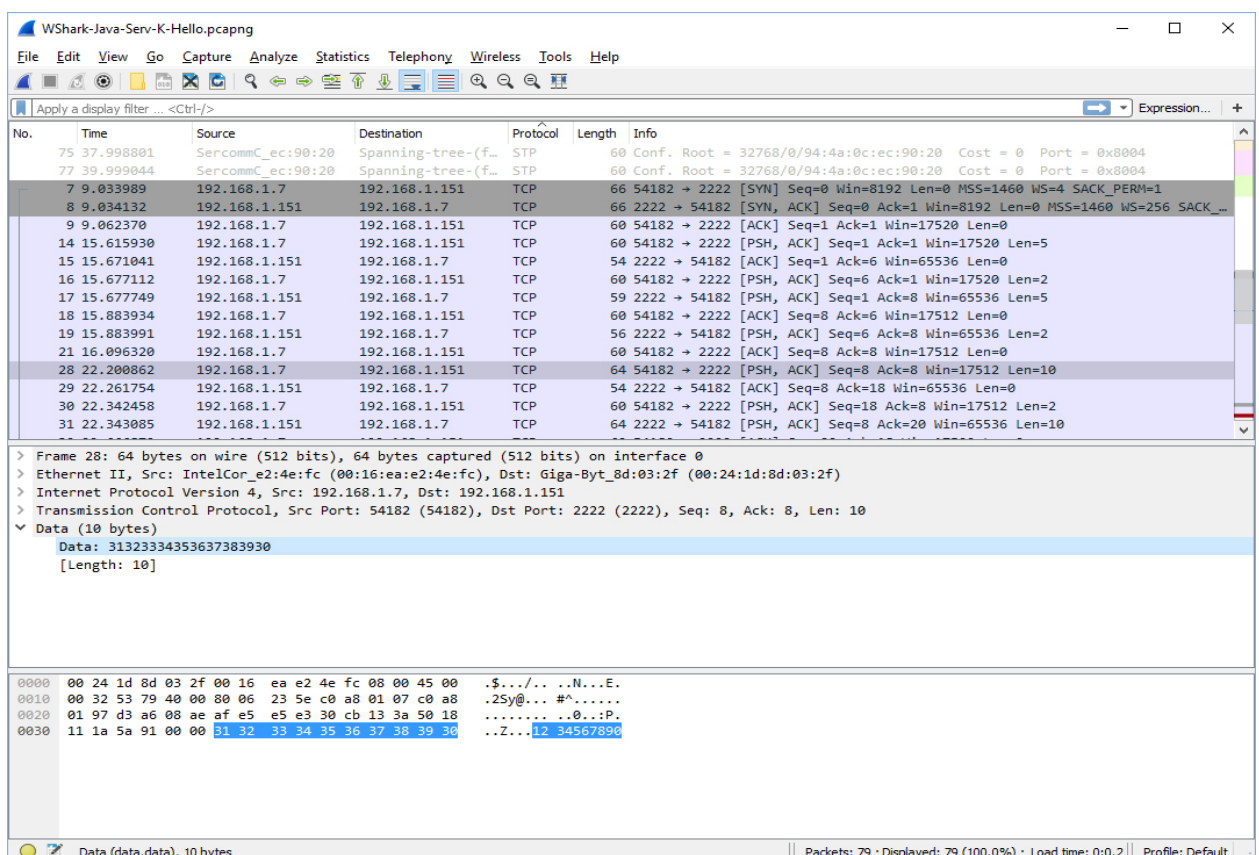 WShark-Java-Serv-K-Hello.pcapng
File Edit View Go Capture Analyze Statistics Telephony Wireless Tools Help
Apply a display filter ... <Ctrl-/> Expression... +
No. Time Source Destination Protocol Length Info
75 37.998801 SercommC_ec:90:20 Spanning-tree-(f… STP 60 Conf. Root = 32768/0/94:4a:0c:ec:90:20 Cost = 0 Port = 0x8004
77 39.999044 SercommC_ec:90:20 Spanning-tree-(f… STP 60 Conf. Root = 32768/0/94:4a:0c:ec:90:20 Cost = 0 Port = 0x8004
7 9.033989 192.168.1.7 192.168.1.151 TCP 66 54182 → 2222 [SYN] Seq=0 Win=8192 Len=0 MSS=1460 WS=4 SACK_PERM=1
8 9.034132 192.168.1.151 192.168.1.7 TCP 66 2222 → 54182 [SYN, ACK] Seq=0 Ack=1 Win=8192 Len=0 MSS=1460 WS=256 SACK_…
9 9.062370 192.168.1.7 192.168.1.151 TCP 60 54182 → 2222 [ACK] Seq=1 Ack=1 Win=17520 Len=0
14 15.615930 192.168.1.7 192.168.1.151 TCP 60 54182 → 2222 [PSH, ACK] Seq=1 Ack=1 Win=17520 Len=5
15 15.671041 192.168.1.151 192.168.1.7 TCP 54 2222 → 54182 [ACK] Seq=1 Ack=6 Win=65536 Len=0
16 15.677112 192.168.1.7 192.168.1.151 TCP 60 54182 → 2222 [PSH, ACK] Seq=6 Ack=1 Win=17520 Len=2
17 15.677749 192.168.1.151 192.168.1.7 TCP 59 2222 → 54182 [PSH, ACK] Seq=1 Ack=8 Win=65536 Len=5
18 15.883934 192.168.1.7 192.168.1.151 TCP 60 54182 → 2222 [ACK] Seq=8 Ack=6 Win=17512 Len=0
19 15.883991 192.168.1.151 192.168.1.7 TCP 56 2222 → 54182 [PSH, ACK] Seq=6 Ack=8 Win=65536 Len=2
21 16.096320 192.168.1.7 192.168.1.151 TCP 60 54182 → 2222 [ACK] Seq=8 Ack=8 Win=17512 Len=0
28 22.200862 192.168.1.7 192.168.1.151 TCP 64 54182 → 2222 [PSH, ACK] Seq=8 Ack=8 Win=17512 Len=10
29 22.261754 192.168.1.151 192.168.1.7 TCP 54 2222 → 54182 [ACK] Seq=8 Ack=18 Win=65536 Len=0
30 22.342458 192.168.1.7 192.168.1.151 TCP 60 54182 → 2222 [PSH, ACK] Seq=18 Ack=8 Win=17512 Len=2
31 22.343085 192.168.1.151 192.168.1.7 TCP 64 2222 → 54182 [PSH, ACK] Seq=8 Ack=20 Win=65536 Len=10
> Frame 28: 64 bytes on wire (512 bits), 64 bytes captured (512 bits) on interface 0
> Ethernet II, Src: IntelCor_e2:4e:fc (00:16:ea:e2:4e:fc), Dst: Giga-Byt_8d:03:2f (00:24:1d:8d:03:2f)
> Internet Protocol Version 4, Src: 192.168.1.7, Dst: 192.168.1.151
> Transmission Control Protocol, Src Port: 54182 (54182), Dst Port: 2222 (2222), Seq: 8, Ack: 8, Len: 10
Data (10 bytes)
Data: 31323334353637383930
[Length: 10]
0000 00 24 1d 8d 03 2f 00 16 ea e2 4e fc 08 00 45 00 .$.../.. ..N...E.
0010 00 32 53 79 40 00 80 06 23 5e c0 a8 01 07 c0 a8 .2Sy@... #^......
0020 01 97 d3 a6 08 ae af e5 e5 e3 30 cb 13 3a 50 18 ........ ..0..:P.
0030 11 1a 5a 91 00 00 31 32 33 34 35 36 37 38 39 30 ..Z...12 34567890
Data (data.data), 10 bytes Packets: 79 · Displayed: 79 (100.0%) · Load time: 0:0.2 Profile: Default